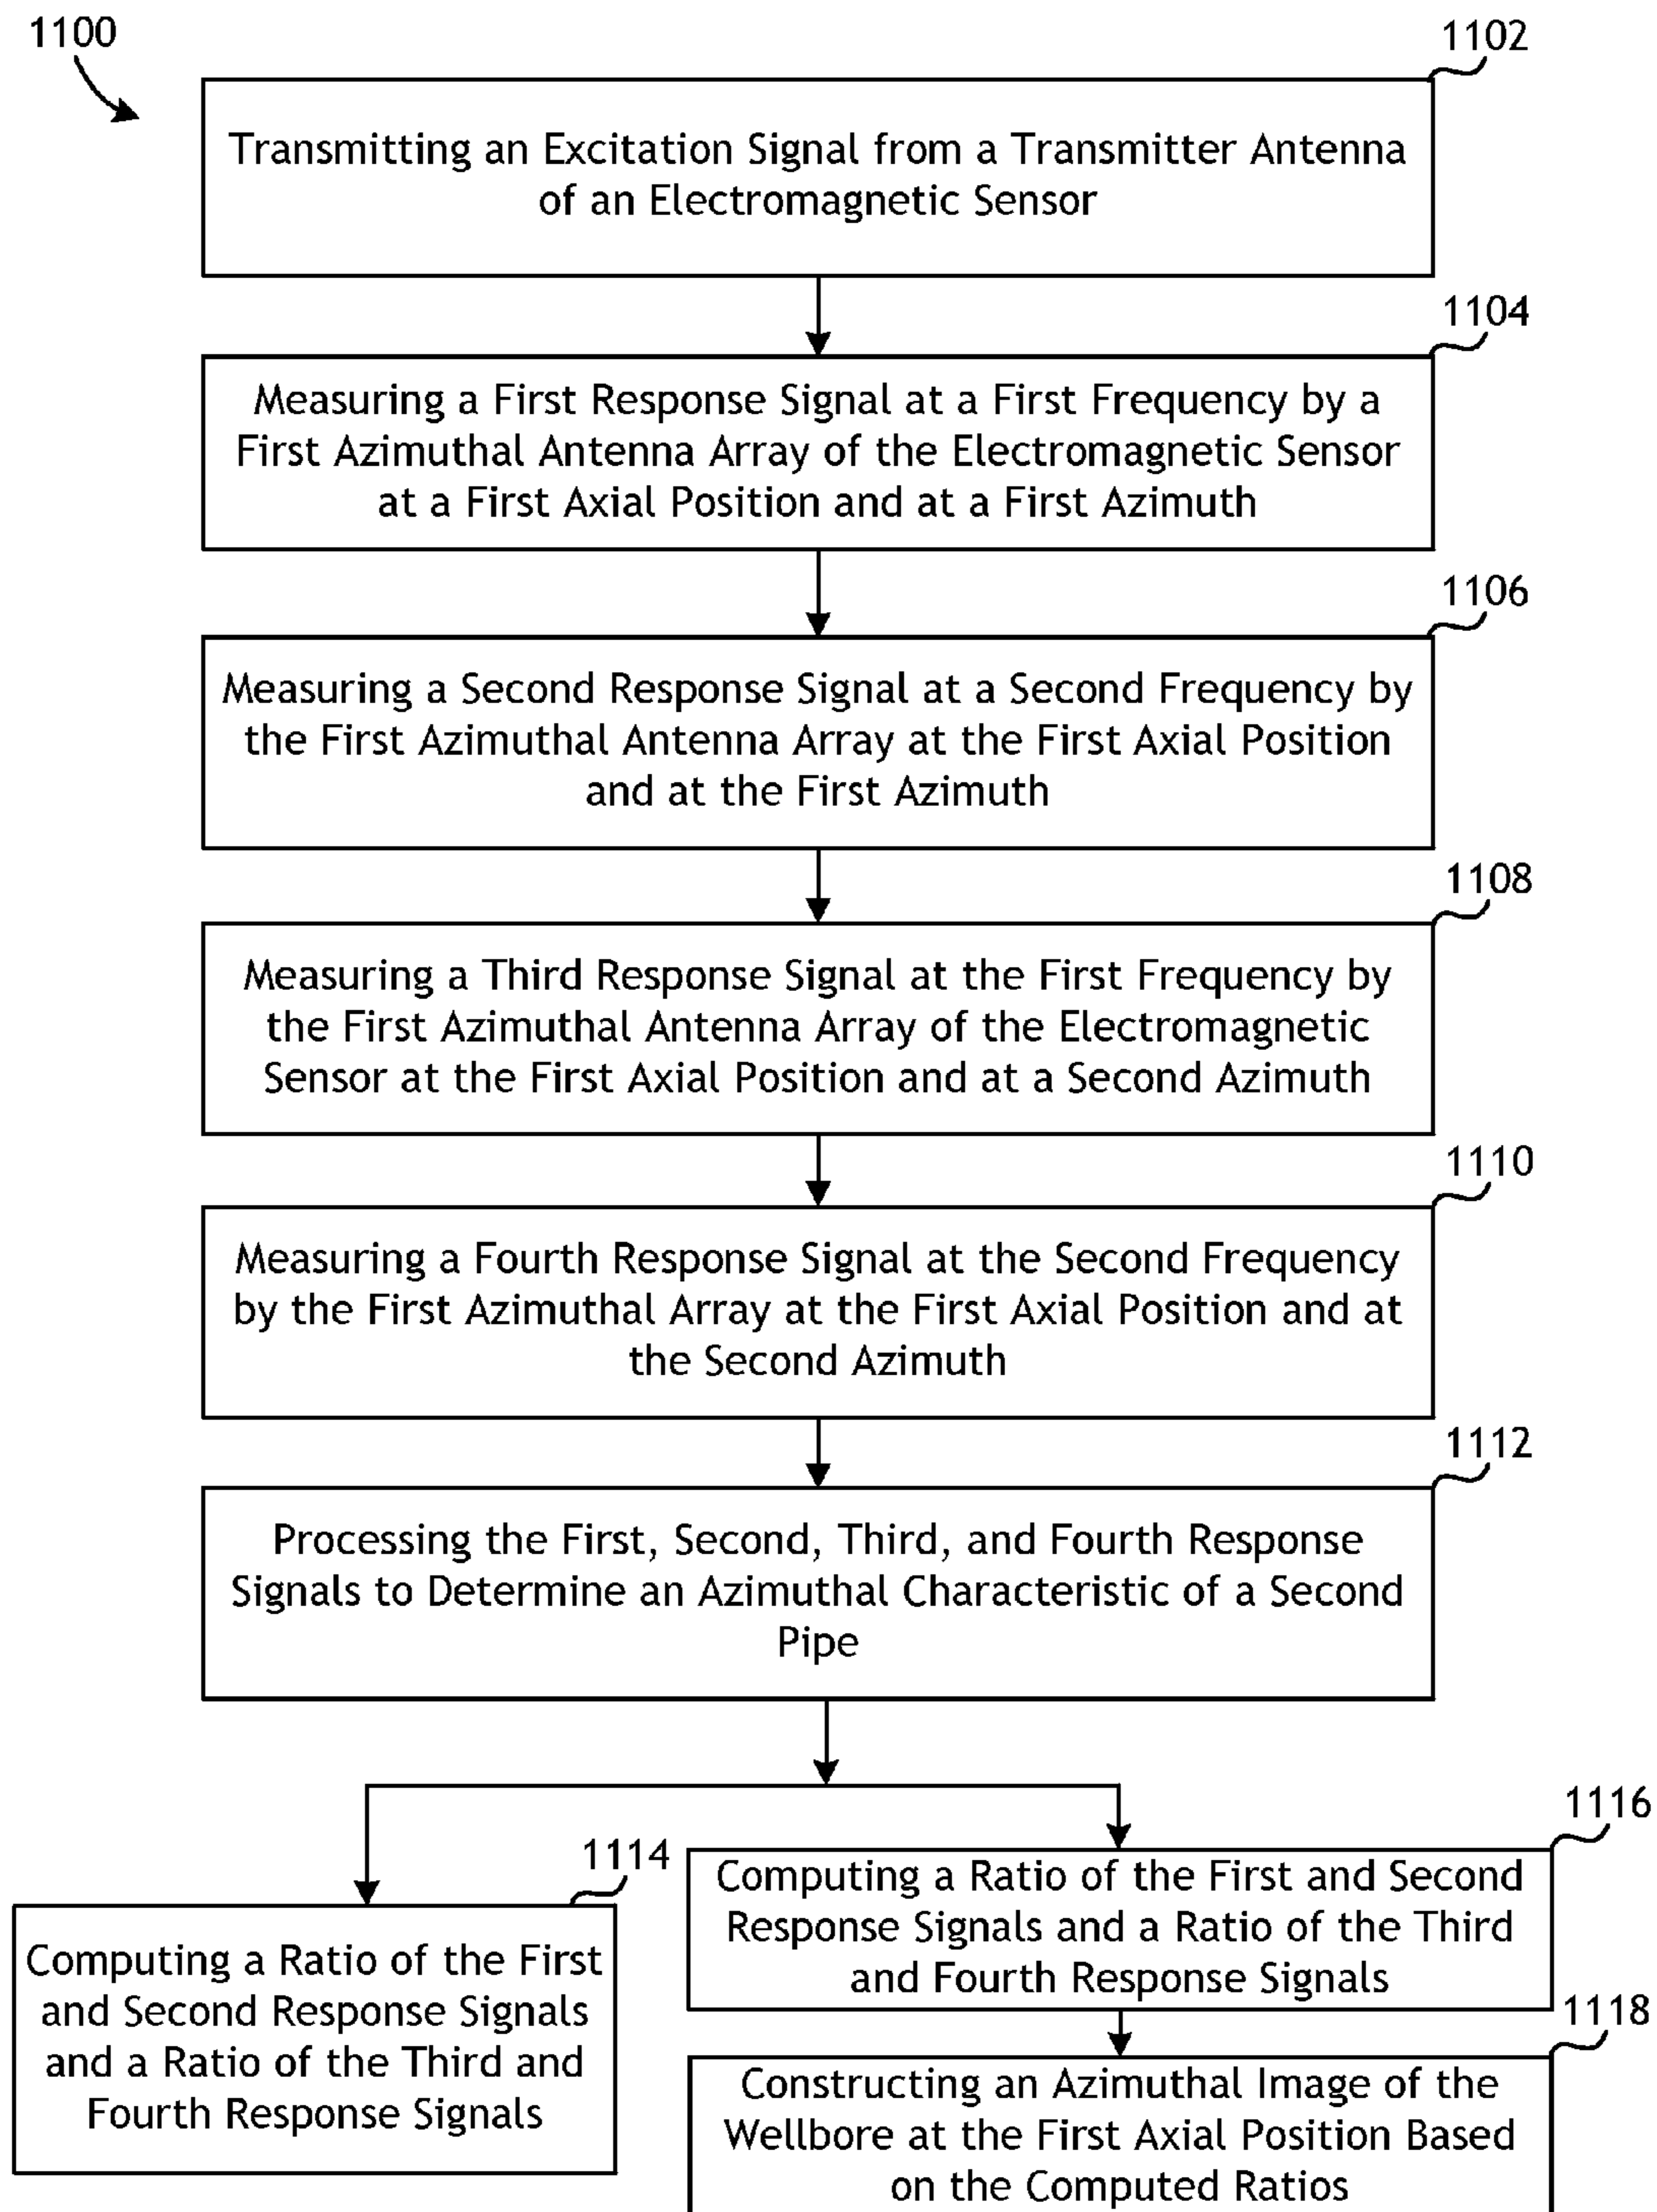 1100
1102
Transmitting an Excitation Signal from a Transmitter Antenna
of an Electromagnetic Sensor
1104
Measuring a First Response Signal at a First Frequency by a
First Azimuthal Antenna Array of the Electromagnetic Sensor
at a First Axial Position and at a First Azimuth
1106
Measuring a Second Response Signal at a Second Frequency by
the First Azimuthal Antenna Array at the First Axial Position
and at the First Azimuth
1108
Measuring a Third Response Signal at the First Frequency by
the First Azimuthal Antenna Array of the Electromagnetic
Sensor at the First Axial Position and at a Second Azimuth
1110
Measuring a Fourth Response Signal at the Second Frequency
by the First Azimuthal Array at the First Axial Position and at
the Second Azimuth
1112
Processing the First, Second, Third, and Fourth Response
Signals to Determine an Azimuthal Characteristic of a Second
Pipe
1114
Computing a Ratio of the First
and Second Response Signals
and a Ratio of the Third and
Fourth Response Signals
1116
Computing a Ratio of the First and Second
Response Signals and a Ratio of the Third
and Fourth Response Signals
1118
Constructing an Azimuthal Image of the
Wellbore at the First Axial Position Based
on the Computed Ratios